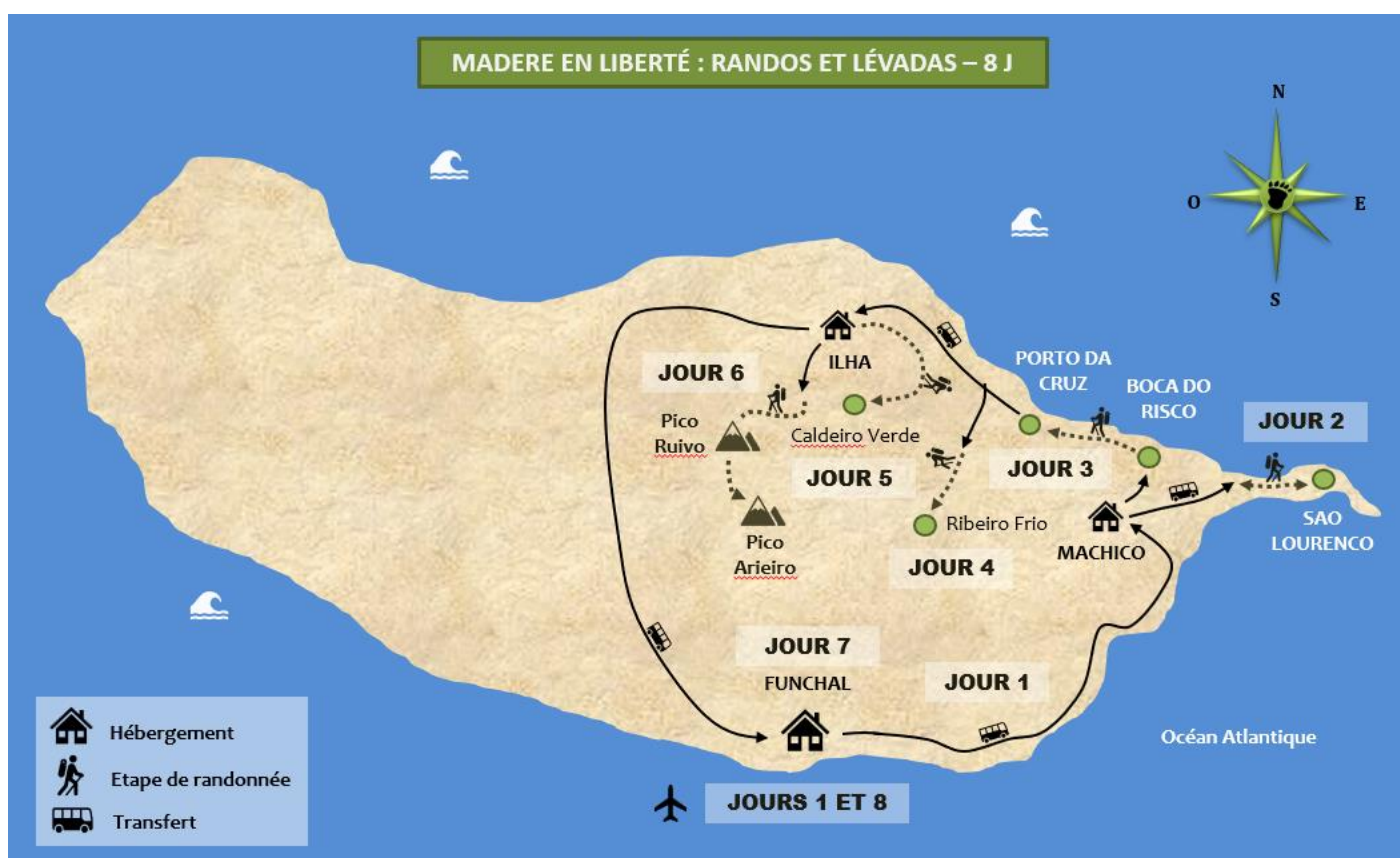 MADERE EN LIBERTÉ : RANDOS ET LÉVADAS – 8 J
N
O
E
S
ILHA
JOUR 6
Pico
Ruivo
Caldeiro Verde
JOUR 5
Pico
Arieiro
PORTO DA
CRUZ
BOCA DO
RISCO
JOUR 2
JOUR 3
SAO
LOURENCO
Ribeiro Frio
MACHICO
JOUR 4
JOUR 7
FUNCHAL
JOUR 1
Océan Atlantique
JOURS 1 ET 8
Hébergement
Etape de randonnée
Transfert